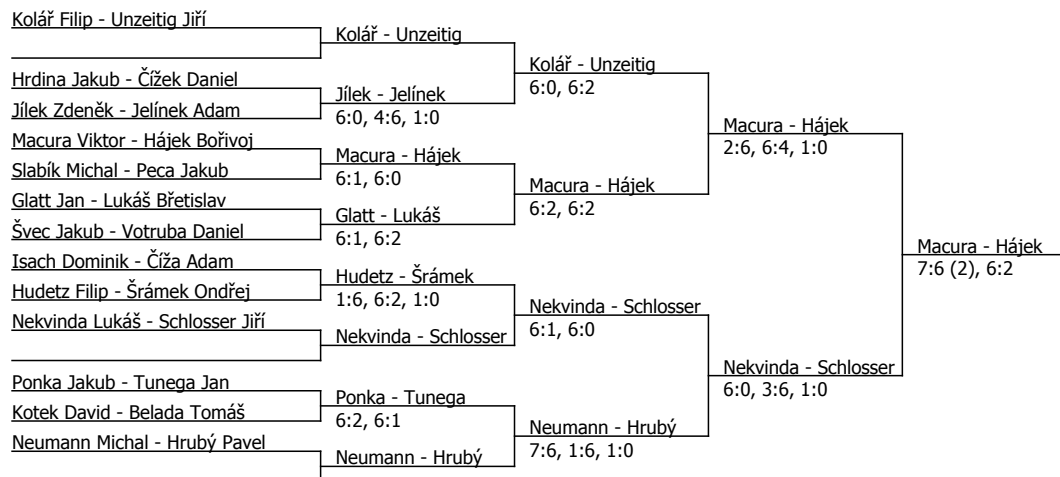 Kolář Filip - Unzeitig Jiří
Hrdina Jakub - Čížek Daniel
Jílek Zdeněk - Jelínek Adam
Macura Viktor - Hájek Bořivoj
Slabík Michal - Peca Jakub
Glatt Jan - Lukáš Břetislav
Švec Jakub - Votruba Daniel
Isach Dominik - Číža Adam
Hudetz Filip - Šrámek Ondřej
Nekvinda Lukáš - Schlosser Jiří
Ponka Jakub - Tunega Jan
Kotek David - Belada Tomáš
Neumann Michal - Hrubý Pavel
Kolář - Unzeitig
Jílek - Jelínek
6:0, 4:6, 1:0
Macura - Hájek
6:1, 6:0
Glatt - Lukáš
6:1, 6:2
Hudetz - Šrámek
1:6, 6:2, 1:0
Nekvinda - Schlosser
Ponka - Tunega
6:2, 6:1
Neumann - Hrubý
Kolář - Unzeitig
6:0, 6:2
Macura - Hájek
6:2, 6:2
Nekvinda - Schlosser
6:1, 6:0
Neumann - Hrubý
7:6, 1:6, 1:0
Macura - Hájek
2:6, 6:4, 1:0
Nekvinda - Schlosser
6:0, 3:6, 1:0
Macura - Hájek
7:6 (2), 6:2